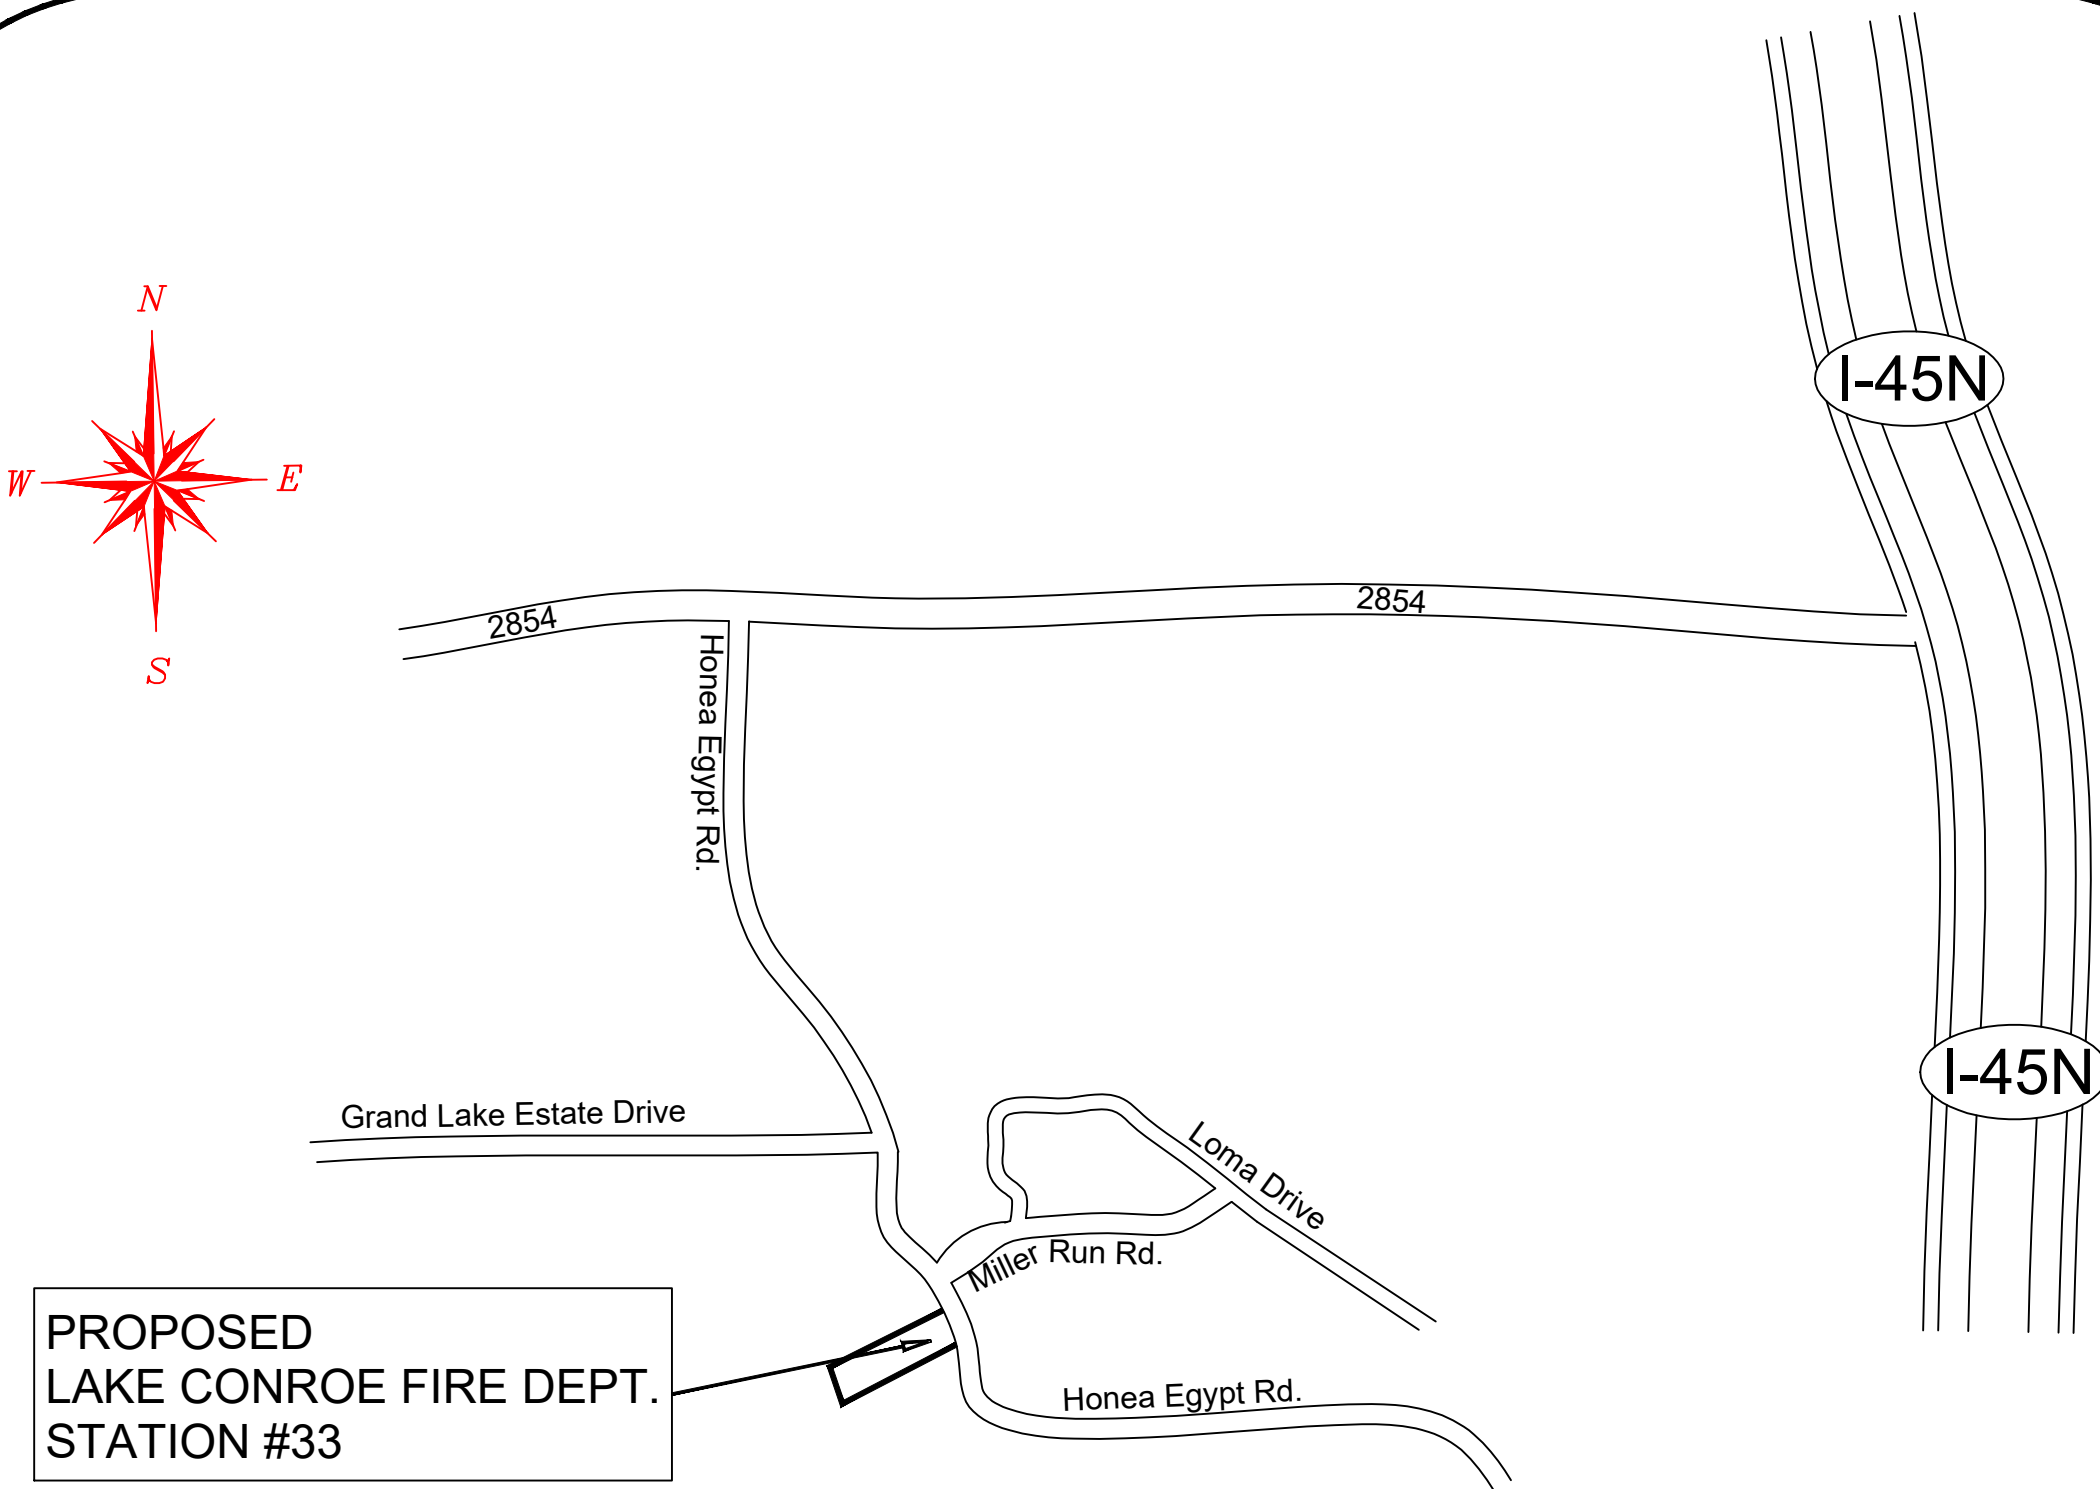 I-45N
N
W
E
S
2854
2854
Honea Egypt Rd.
I-45N
Grand Lake Estate Drive
Loma Drive
Miller Run Rd.
PROPOSED
LAKE CONROE FIRE DEPT.
STATION #33
Honea Egypt Rd.